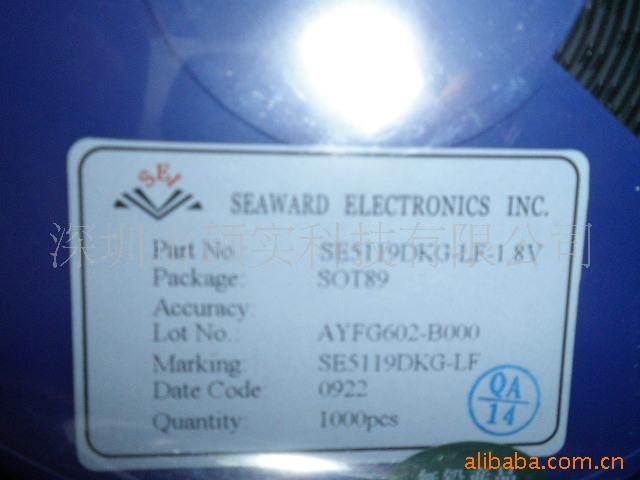 SEI
SEAWARD ELECTRONICS INC.
Part No.: SE5119DKG-LF-1.8V
Package: SOT89
Accuracy:
Lot No.: AYFG602-B000
Marking: SE5119DKG-LF
Date Code: 0922
Quantity: 1000pcs
QA
14
深圳 硕实科技有限公司
alibaba.com.cn